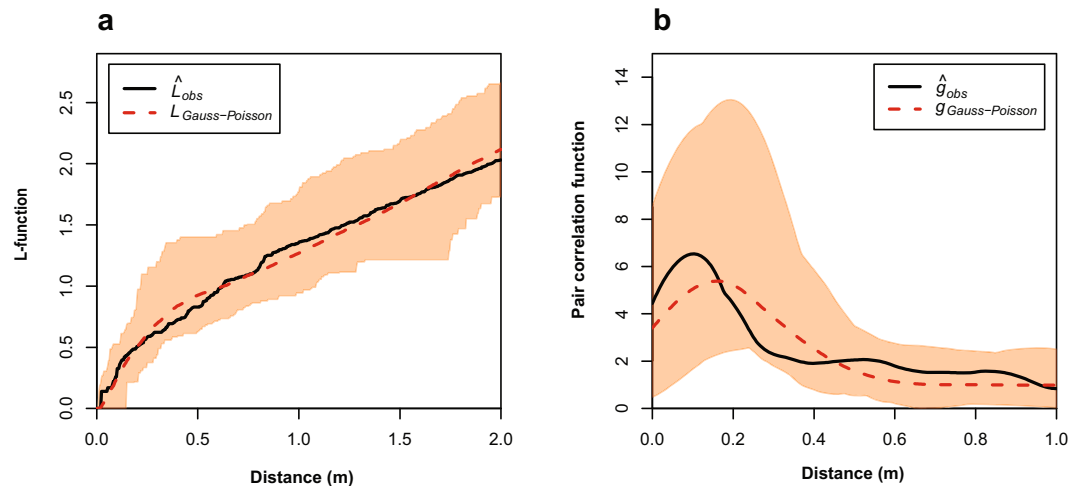 a
L̂obs
LGauss−Poisson
L-function
2.5
2.0
1.5
1.0
0.5
0.0
0.0 0.5 1.0 1.5 2.0
Distance (m)
b
ĝobs
gGauss−Poisson
Pair correlation function
14
12
10
8
6
4
2
0
0.0 0.2 0.4 0.6 0.8 1.0
Distance (m)